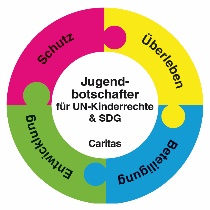 Schutz
Überleben
Jugend-
botschafter
für UN-Kinderrechte
& SDG
Caritas
Entwicklung
Beteiligung